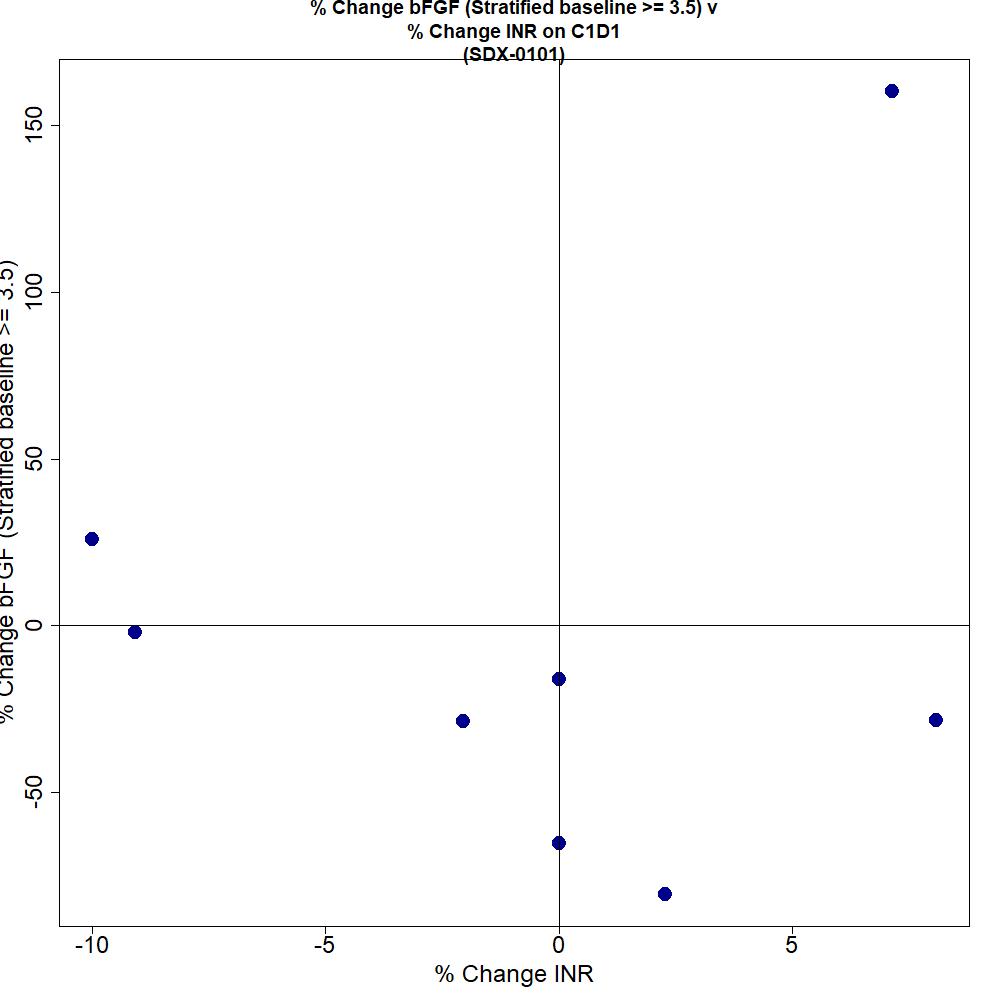 % Change bFGF (Stratified baseline >= 3.5) v
% Change INR on C1D1
(SDX-0101)
% Change bFGF (Stratified baseline >= 3.5)
150
100
50
0
-50
-10
-5
0
5
% Change INR